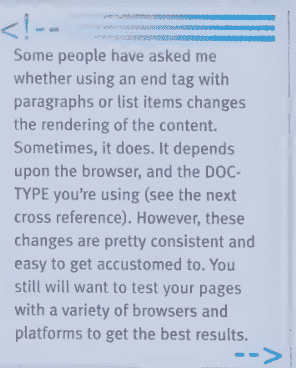 <!--
Some people have asked me
whether using an end tag with
paragraphs or list items changes
the rendering of the content.
Sometimes, it does. It depends
upon the browser, and the DOC-
TYPE you're using (see the next
cross reference). However, these
changes are pretty consistent and
easy to get accustomed to. You
still will want to test your pages
with a variety of browsers and
platforms to get the best results.
-->